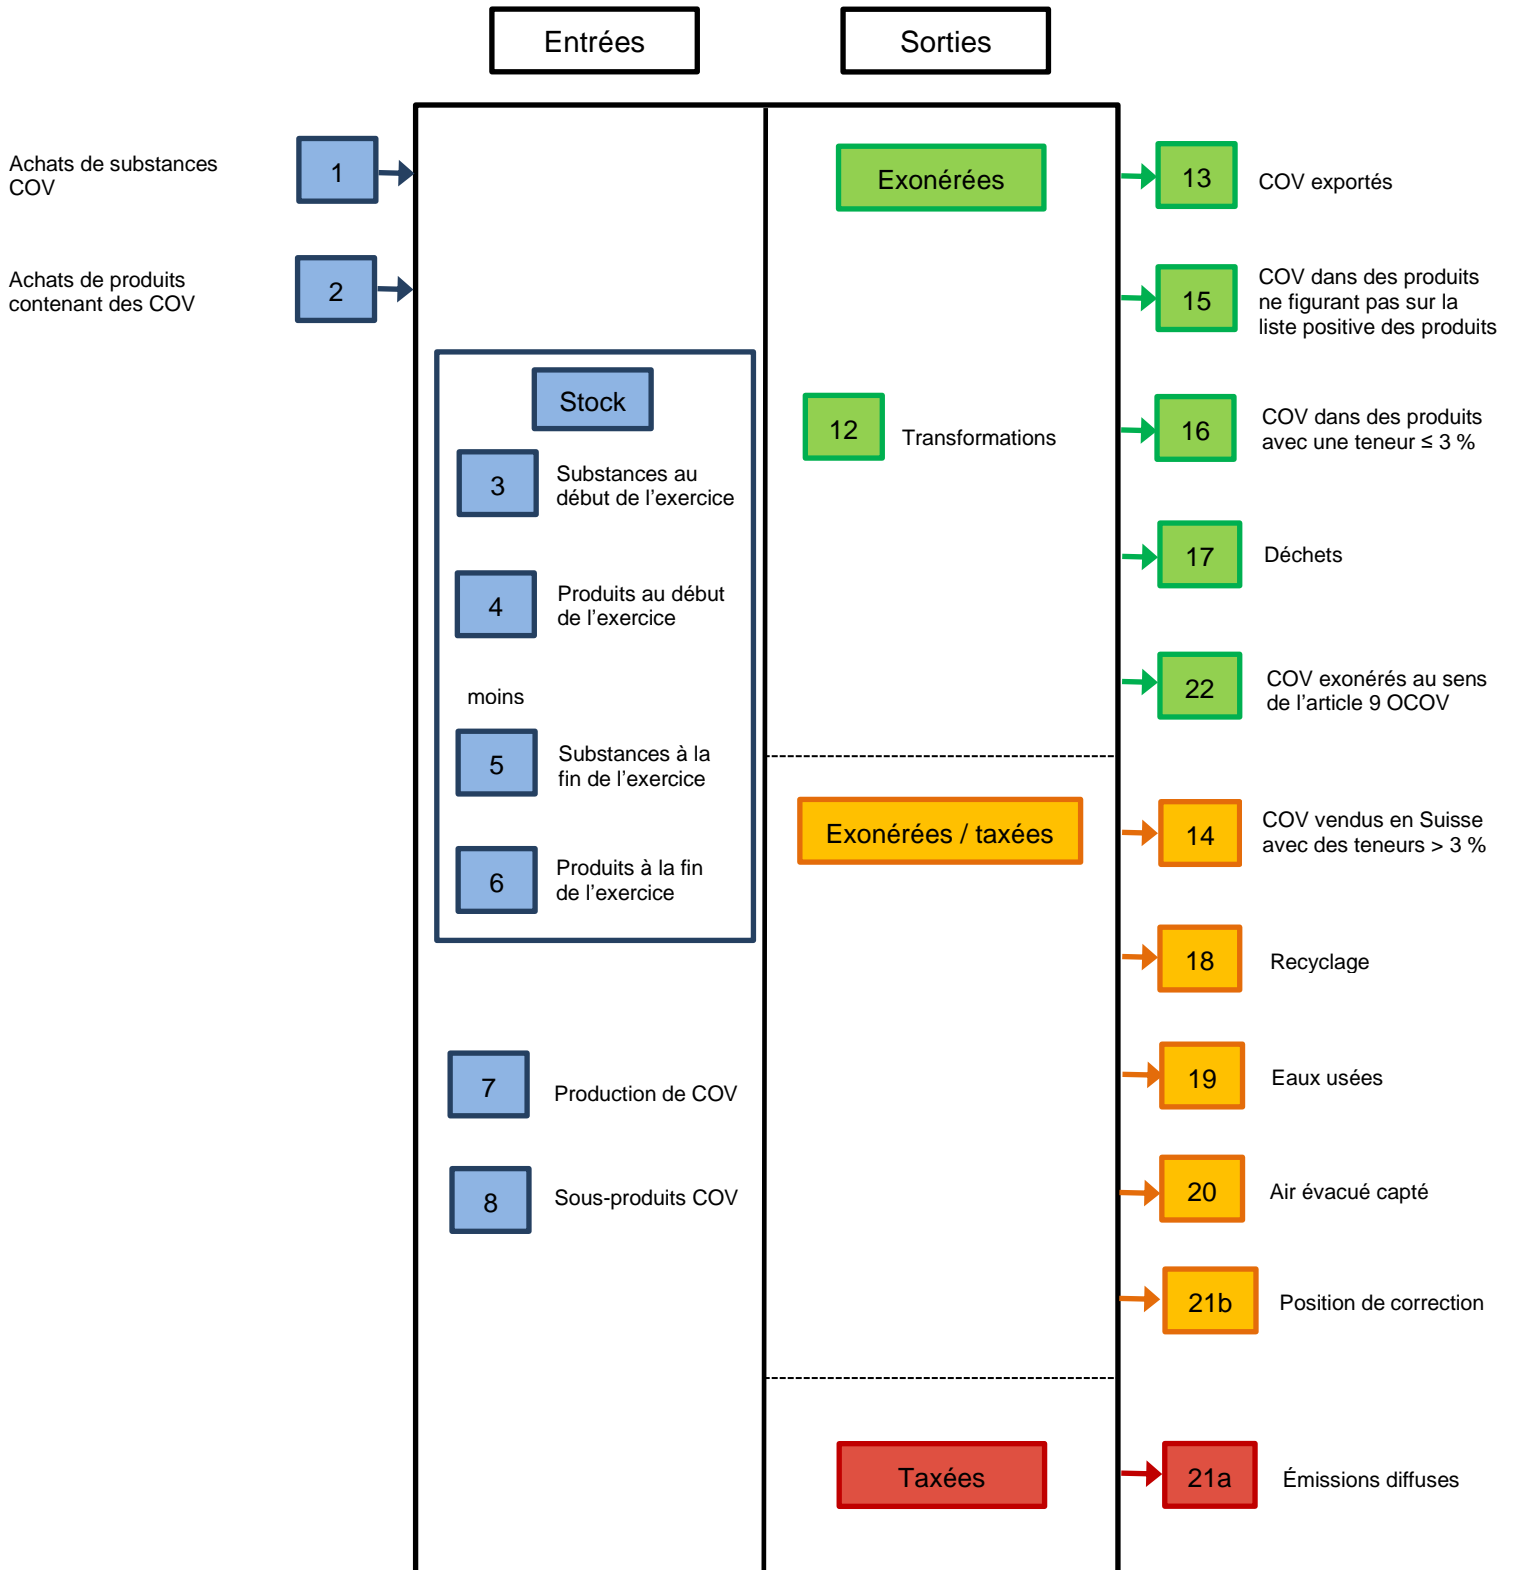 Entrées
Sorties
Achats de substances
COV
1
Achats de produits
contenant des COV
2
Stock
3
Substances au
début de l'exercice
4
Produits au début
de l'exercice
moins
5
Substances à la
fin de l'exercice
6
Produits à la fin
de l'exercice
7
Production de COV
8
Sous-produits COV
Exonérées
12
Transformations
13
COV exportés
15
COV dans des produits
ne figurant pas sur la
liste positive des produits
16
COV dans des produits
avec une teneur ≤ 3 %
17
Déchets
22
COV exonérés au sens
de l'article 9 OCOV
Exonérées / taxées
14
COV vendus en Suisse
avec des teneurs > 3 %
18
Recyclage
19
Eaux usées
20
Air évacué capté
21b
Position de correction
Taxées
21a
Émissions diffuses